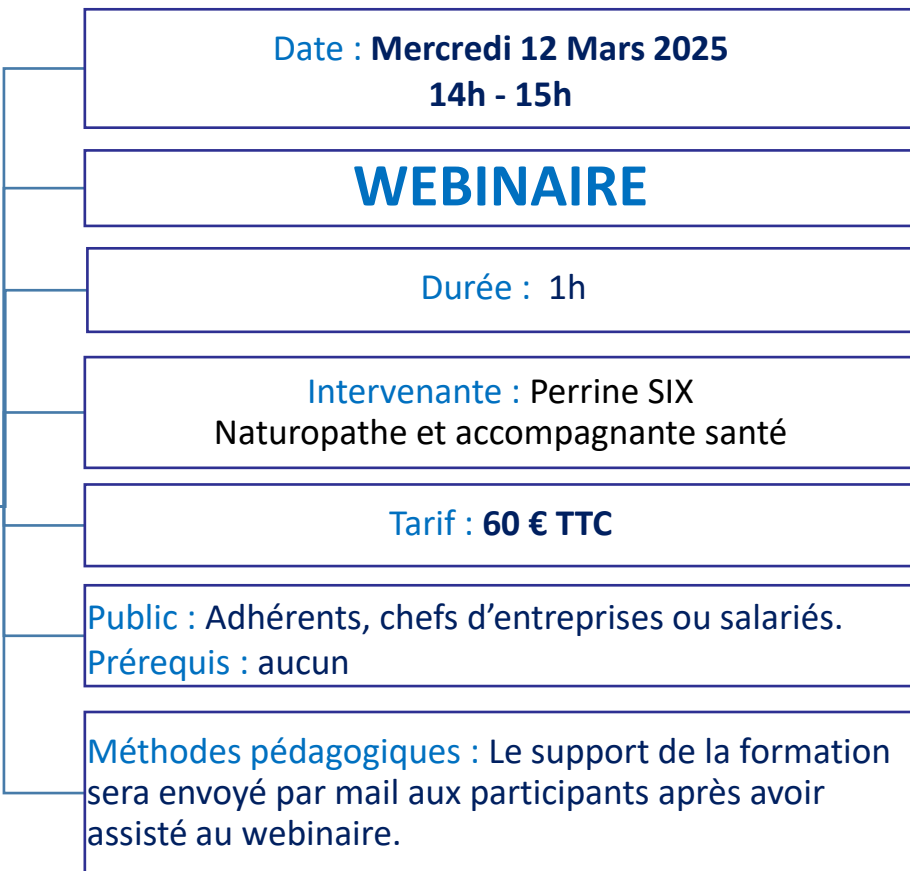 Date : Mercredi 12 Mars 2025
14h - 15h
WEBINAIRE
Durée : 1h
Intervenante : Perrine SIX
Naturopathe et accompagnante santé
Tarif : 60 € TTC
Public : Adhérents, chefs d’entreprises ou salariés.
Prérequis : aucun
Méthodes pédagogiques : Le support de la formation
sera envoyé par mail aux participants après avoir
assisté au webinaire.